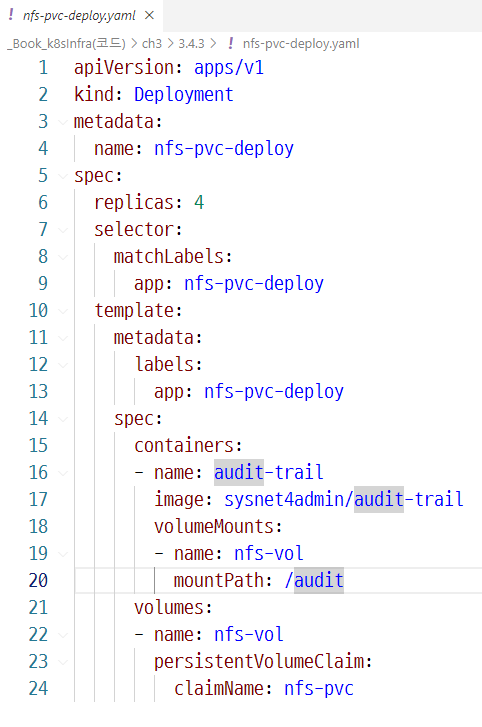 ! nfs-pvc-deploy.yaml ×
_Book_k8sInfra(코드) > ch3 > 3.4.3 > ! nfs-pvc-deploy.yaml
1 apiVersion: apps/v1
2 kind: Deployment
3 metadata:
4   name: nfs-pvc-deploy
5 spec:
6   replicas: 4
7   selector:
8     matchLabels:
9       app: nfs-pvc-deploy
10   template:
11     metadata:
12       labels:
13         app: nfs-pvc-deploy
14     spec:
15       containers:
16       - name: audit-trail
17         image: sysnet4admin/audit-trail
18         volumeMounts:
19         - name: nfs-vol
20           mountPath: /audit
21       volumes:
22       - name: nfs-vol
23         persistentVolumeClaim:
24           claimName: nfs-pvc